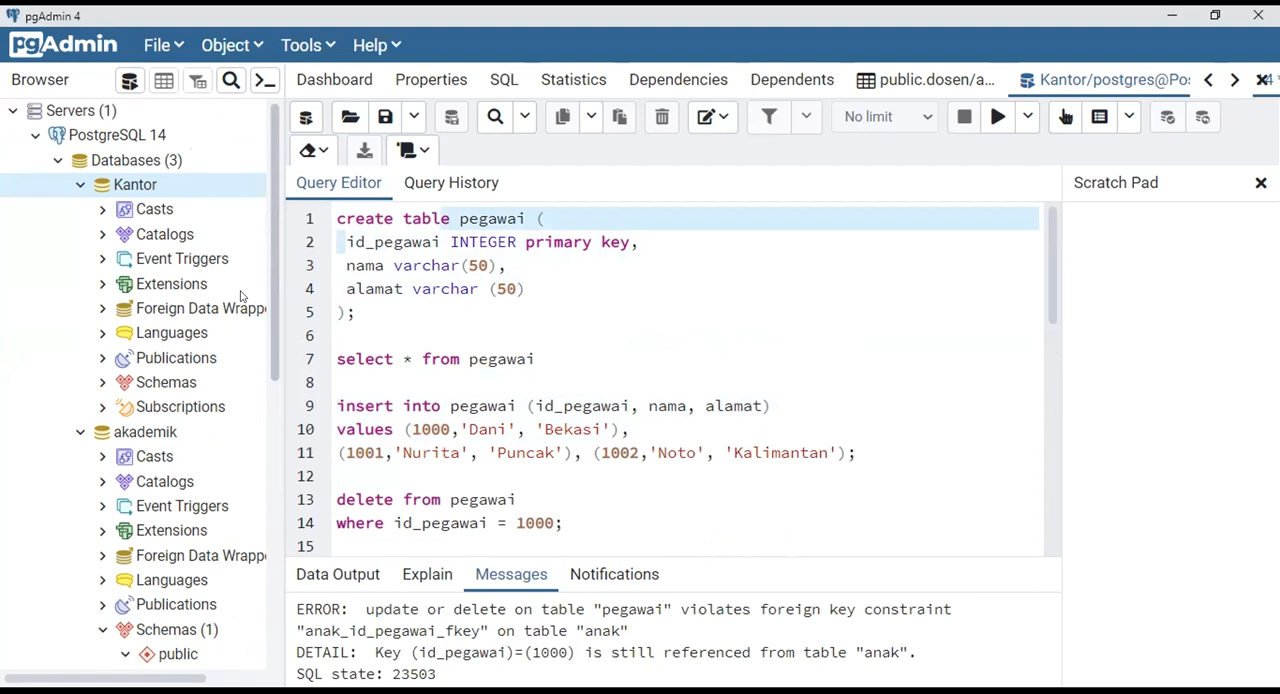 pgAdmin 4
pgAdmin File Object Tools Help
Browser
Dashboard Properties SQL Statistics Dependencies Dependents public.dosen/a... Kantor/postgres@Pos
No limit
Servers (1)
PostgreSQL 14
Databases (3)
Kantor
Casts
Catalogs
Event Triggers
Extensions
Foreign Data Wrapp
Languages
Publications
Schemas
Subscriptions
akademik
Casts
Catalogs
Event Triggers
Extensions
Foreign Data Wrapp
Languages
Publications
Schemas (1)
public
Query Editor Query History
Scratch Pad
1 create table pegawai (
2 id_pegawai INTEGER primary key,
3 nama varchar(50),
4 alamat varchar (50)
5 );
6
7 select * from pegawai
8
9 insert into pegawai (id_pegawai, nama, alamat)
10 values (1000,'Dani', 'Bekasi'),
11 (1001,'Nurita', 'Puncak'), (1002,'Noto', 'Kalimantan');
12
13 delete from pegawai
14 where id_pegawai = 1000;
15
Data Output Explain Messages Notifications
ERROR: update or delete on table "pegawai" violates foreign key constraint
"anak_id_pegawai_fkey" on table "anak"
DETAIL: Key (id_pegawai)=(1000) is still referenced from table "anak".
SQL state: 23503